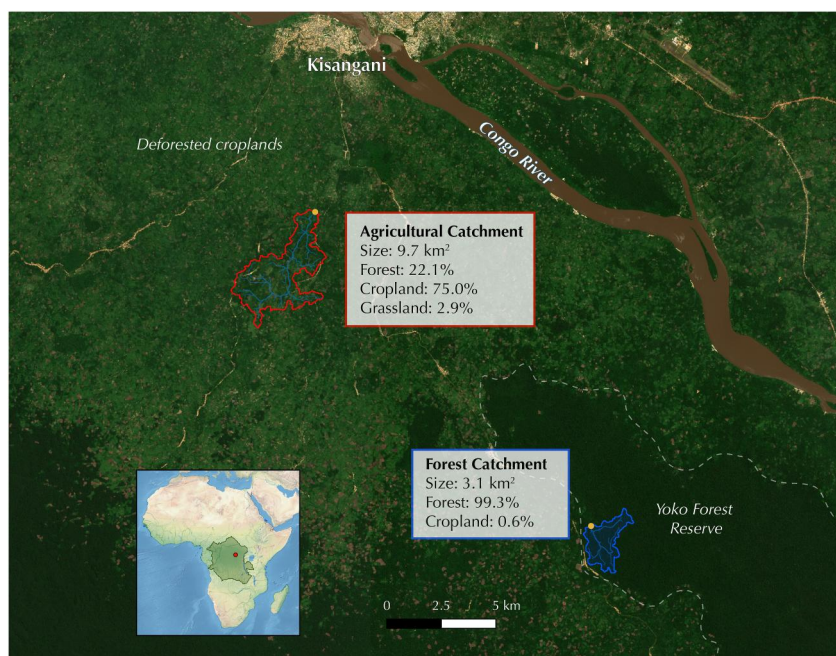 Kisangani
Deforested croplands
Congo River
Agricultural Catchment
Size: 9.7 km²
Forest: 22.1%
Cropland: 75.0%
Grassland: 2.9%
Forest Catchment
Size: 3.1 km²
Forest: 99.3%
Cropland: 0.6%
Yoko Forest
Reserve
0 2.5 5 km